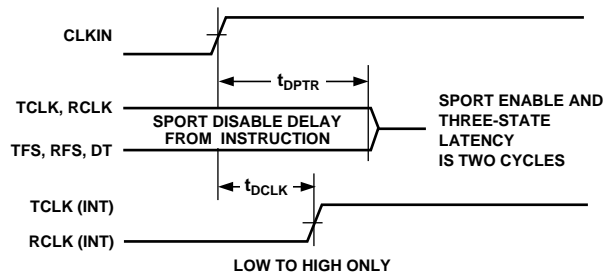 CLKIN
tDPTR
TCLK, RCLK
SPORT DISABLE DELAY
FROM INSTRUCTION
TFS, RFS, DT
SPORT ENABLE AND
THREE-STATE
LATENCY
IS TWO CYCLES
tDCLK
TCLK (INT)
RCLK (INT)
LOW TO HIGH ONLY